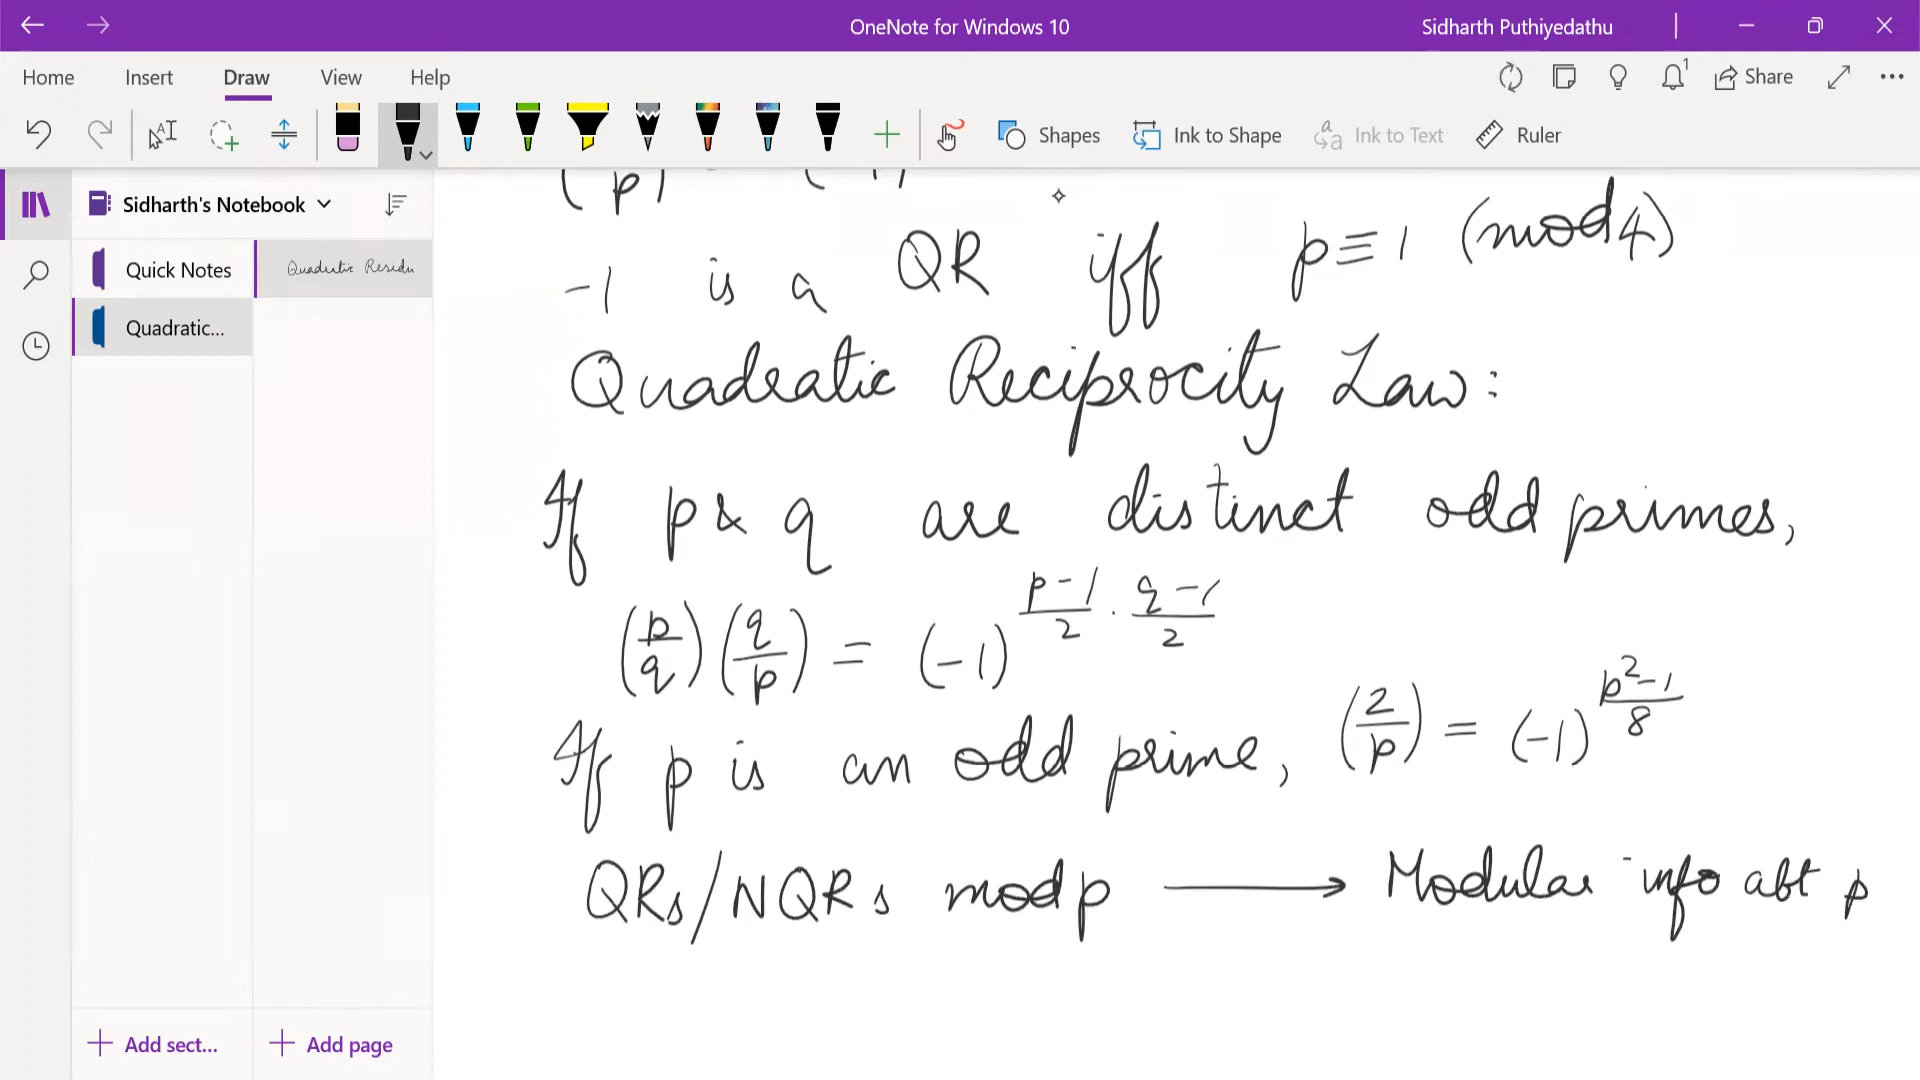 OneNote for Windows 10
Sidharth Puthiyedathu
Home Insert Draw View Help
1 Share
Shapes Ink to Shape Ink to Text Ruler
Sidharth's Notebook
Quick Notes
Quadratic...
Quadratic Residu
-1 is a QR iff p≡1 (mod 4)
Quadratic Reciprocity Law:
If p & q are distinct odd primes,
(p/q)(q/p) = (-1)^((p-1)/2 · (q-1)/2)
If p is an odd prime, (2/p) = (-1)^((p²-1)/8)
QRs/NQRs mod p ⟶ Modular info abt p
Add sect...
Add page